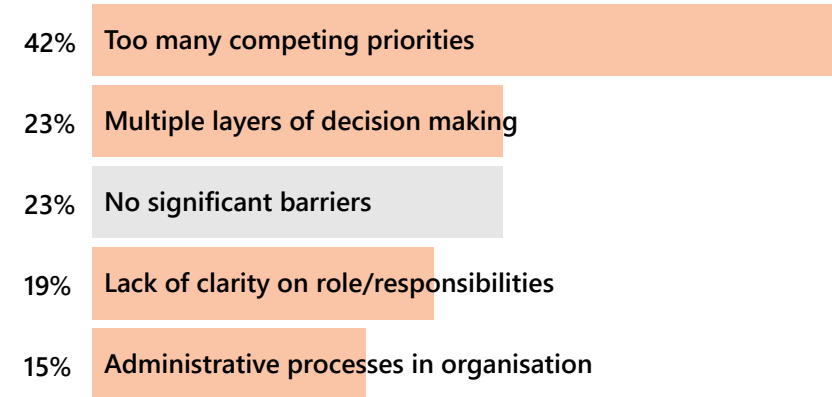 42% Too many competing priorities
23% Multiple layers of decision making
23% No significant barriers
19% Lack of clarity on role/responsibilities
15% Administrative processes in organisation